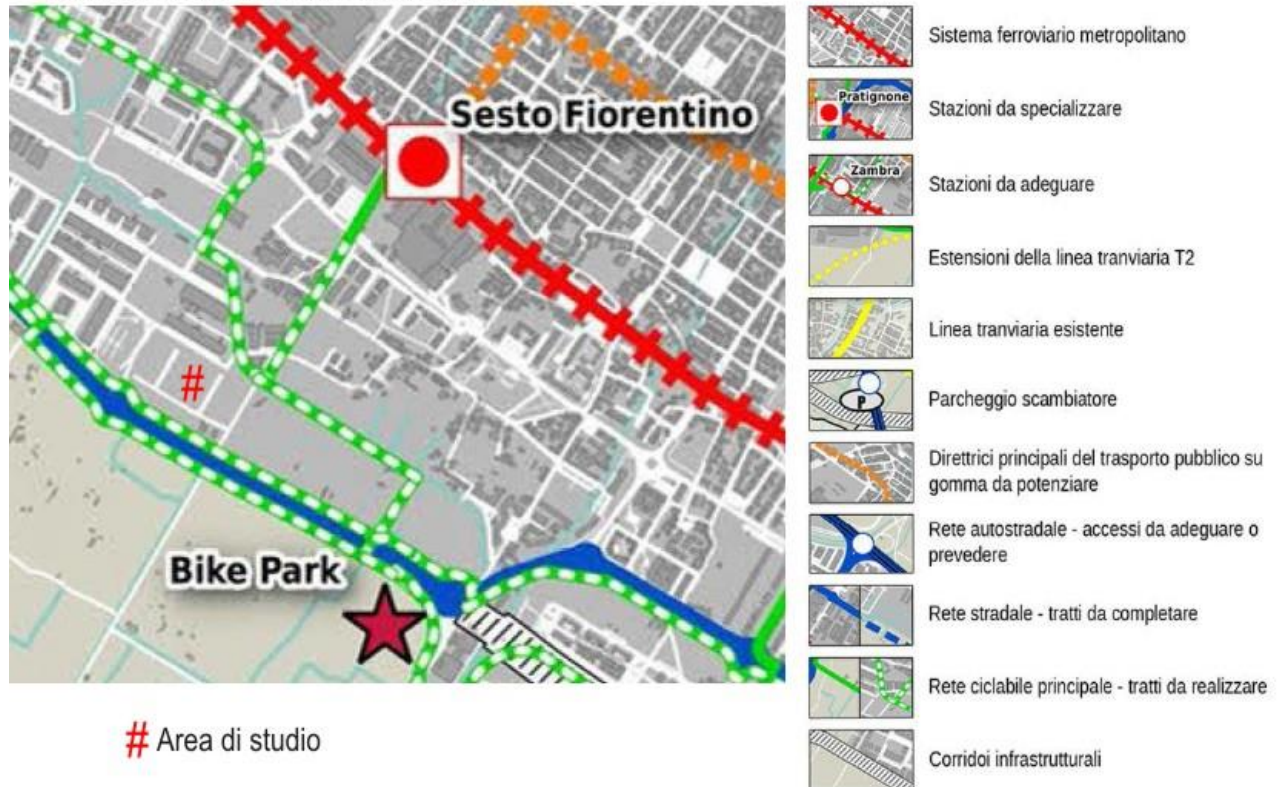 Sesto Fiorentino
Bike Park
#
# Area di studio
Sistema ferroviario metropolitano
Pratignone
Stazioni da specializzare
Zambra
Stazioni da adeguare
Estensioni della linea tranviaria T2
Linea tranviaria esistente
P
Parcheggio scambiatore
Direttrici principali del trasporto pubblico su
gomma da potenziare
Rete autostradale - accessi da adeguare o
prevedere
Rete stradale - tratti da completare
Rete ciclabile principale - tratti da realizzare
Corridoi infrastrutturali